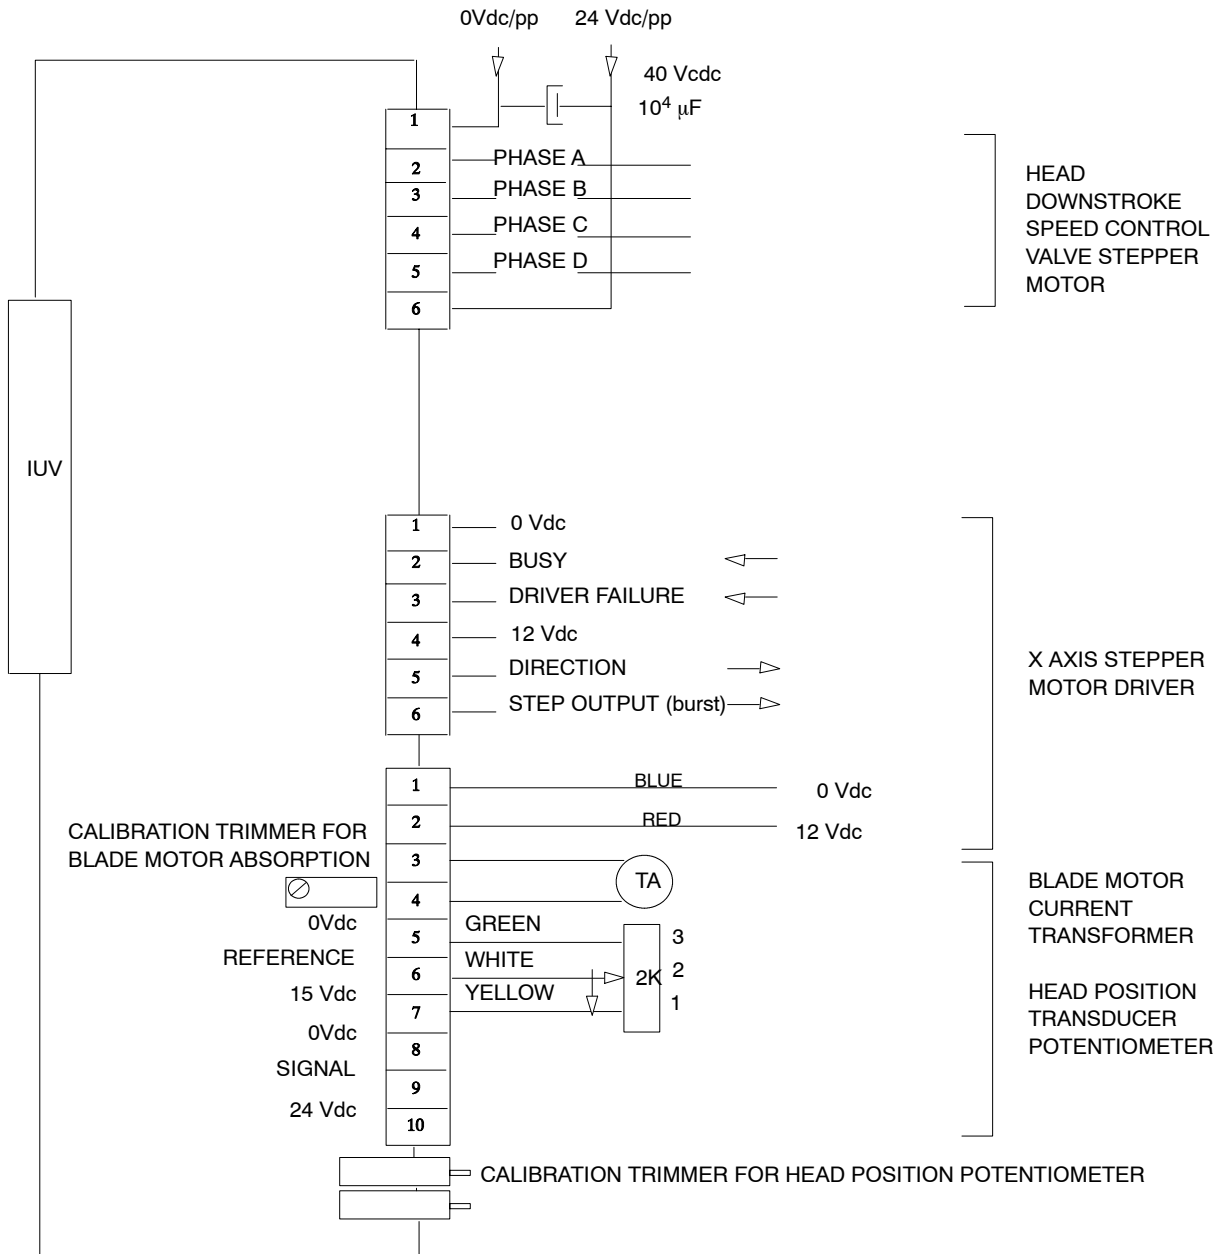 0Vdc/pp 24 Vdc/pp
40 Vcdc
10⁴ µF
1
2 PHASE A
3 PHASE B
4 PHASE C
5 PHASE D
6
HEAD
DOWNSTROKE
SPEED CONTROL
VALVE STEPPER
MOTOR
IUV
1 0 Vdc
2 BUSY
3 DRIVER FAILURE
4 12 Vdc
5 DIRECTION
6 STEP OUTPUT (burst)
X AXIS STEPPER
MOTOR DRIVER
1 BLUE 0 Vdc
2 RED 12 Vdc
CALIBRATION TRIMMER FOR
BLADE MOTOR ABSORPTION
3
4 TA
0Vdc 5 GREEN 3
REFERENCE 6 WHITE 2K 2
15 Vdc 7 YELLOW 1
0Vdc 8
SIGNAL 9
24 Vdc 10
BLADE MOTOR
CURRENT
TRANSFORMER
HEAD POSITION
TRANSDUCER
POTENTIOMETER
CALIBRATION TRIMMER FOR HEAD POSITION POTENTIOMETER